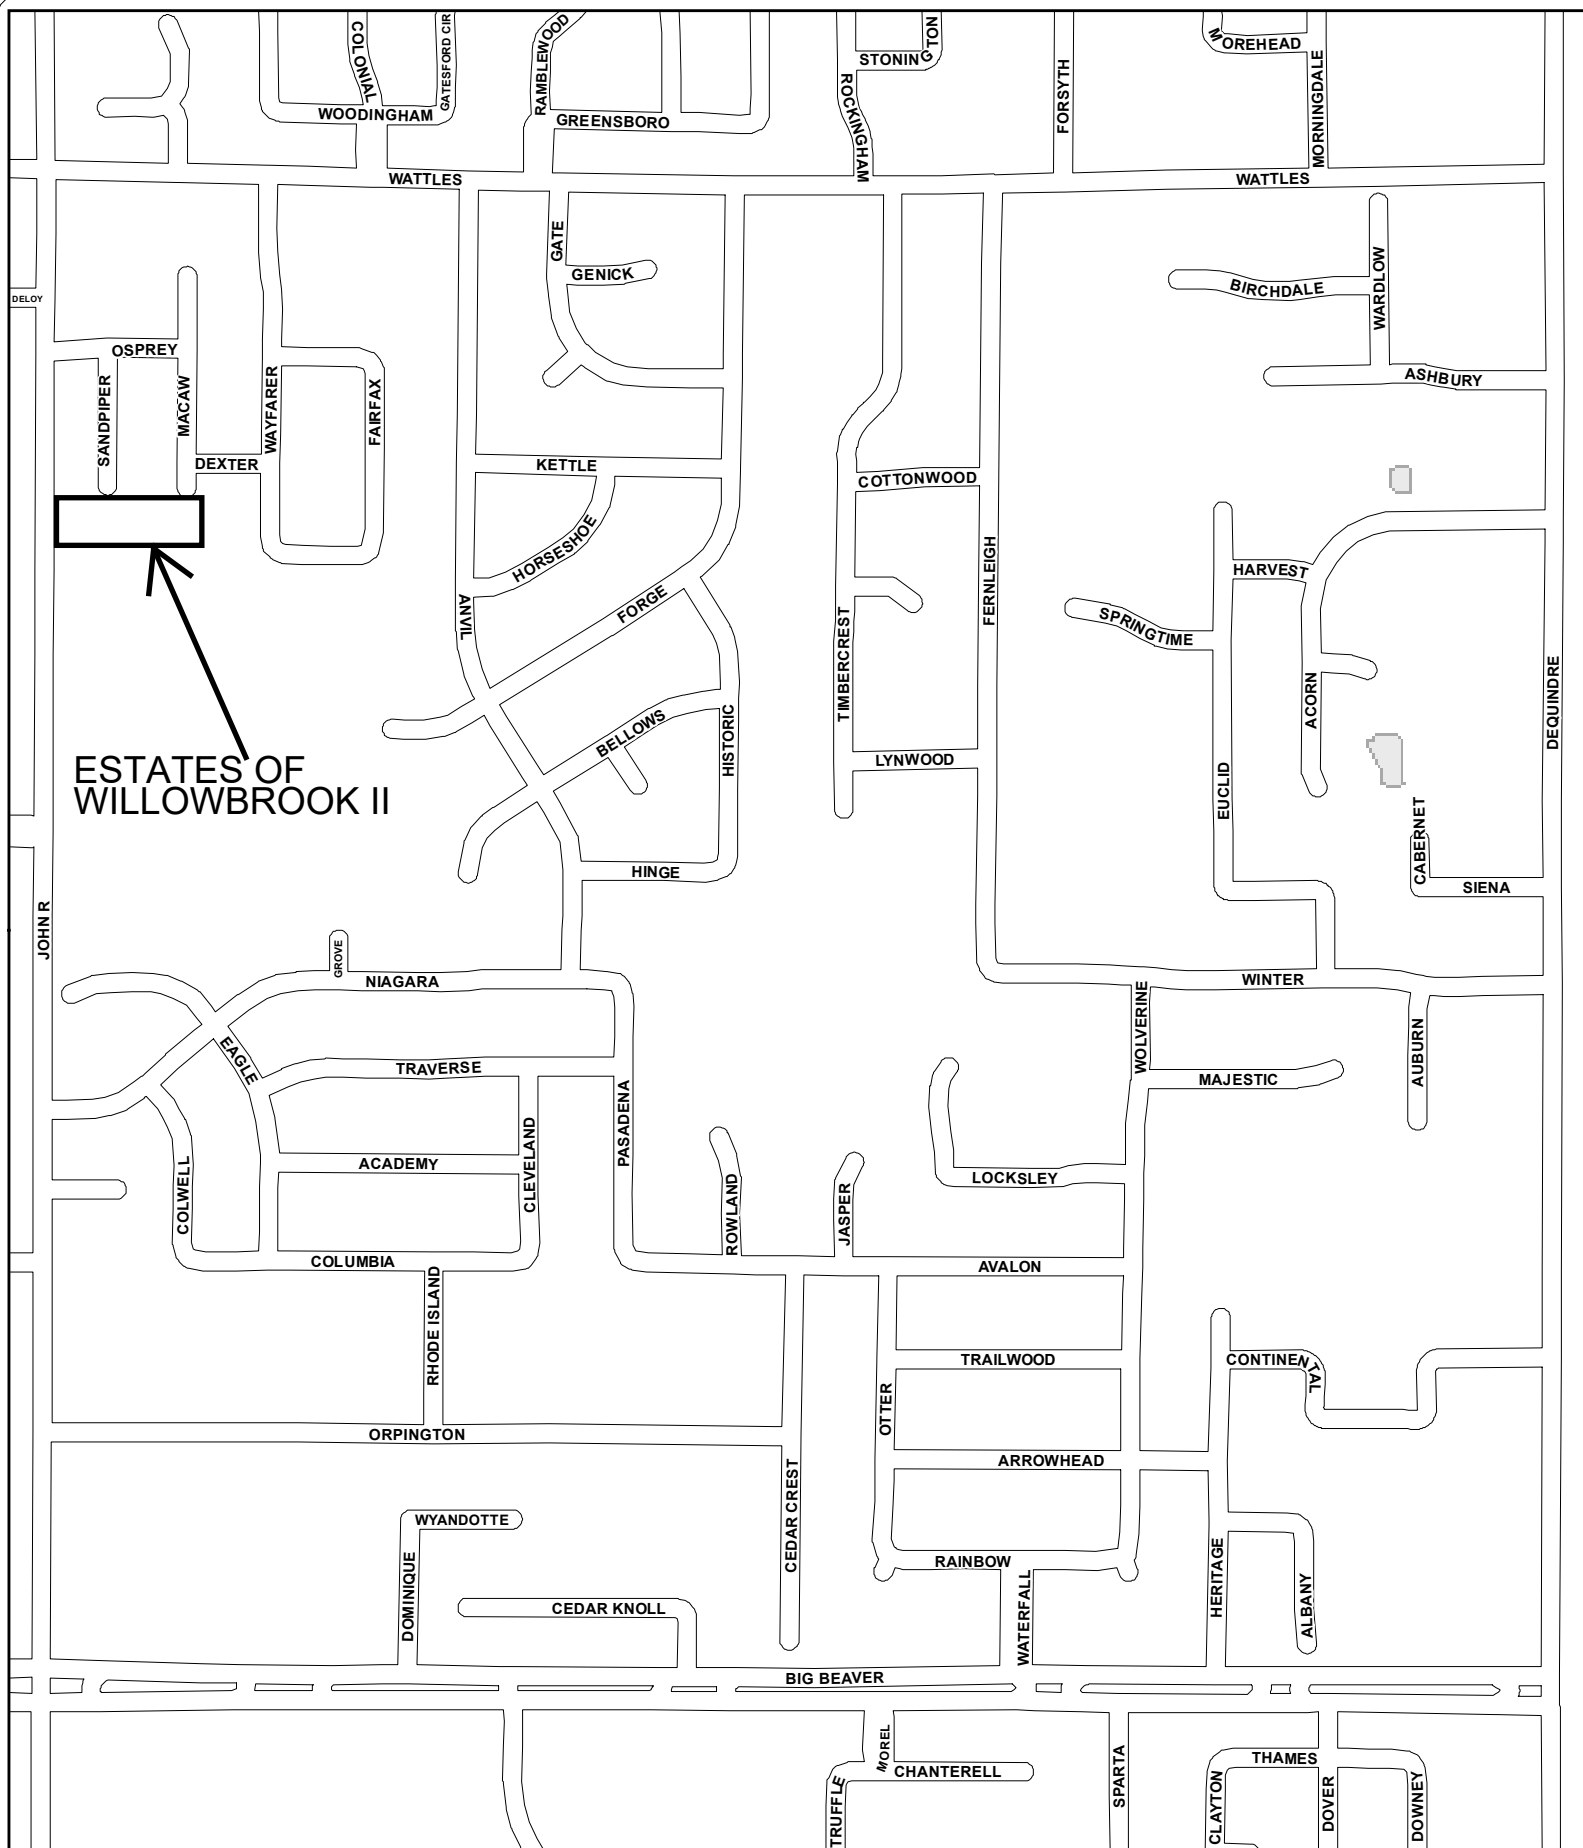 COLONIAL
GATESFORD CIR
RAMBLEWOOD
STONINGTON
MOREHEAD
WOODINGHAM
GREENSBORO
ROCKINGHAM
FORSYTH
MORNINGDALE
WATTLES
WATTLES
GATE
GENICK
BIRCHDALE
WARDLOW
DELOY
OSPREY
SANDPIPER
MACAW
WAYFARER
FAIRFAX
ASHBURY
DEXTER
KETTLE
COTTONWOOD
HORSESHOE
FORGE
ANVIL
FERNLEIGH
HARVEST
SPRINGTIME
TIMBERCREST
ACORN
DEQUINDRE
BELLOWS
HISTORIC
LYNWOOD
EUCLID
ESTATES OF
WILLOWBROOK II
CABERNET
HINGE
SIENA
JOHN R
GROVE
NIAGARA
WINTER
EAGLE
TRAVERSE
WOLVERINE
MAJESTIC
AUBURN
PASADENA
ACADEMY
CLEVELAND
COLWELL
ROWLAND
JASPER
LOCKSLEY
COLUMBIA
AVALON
RHODE ISLAND
TRAILWOOD
CONTINENTAL
OTTER
ORPINGTON
ARROWHEAD
CEDAR CREST
WYANDOTTE
DOMINIQUE
RAINBOW
HERITAGE
CEDAR KNOLL
WATERFALL
ALBANY
BIG BEAVER
MOREL
CHANTERELL
TRUFFLE
SPARTA
THAMES
CLAYTON
DOVER
DOWNEY